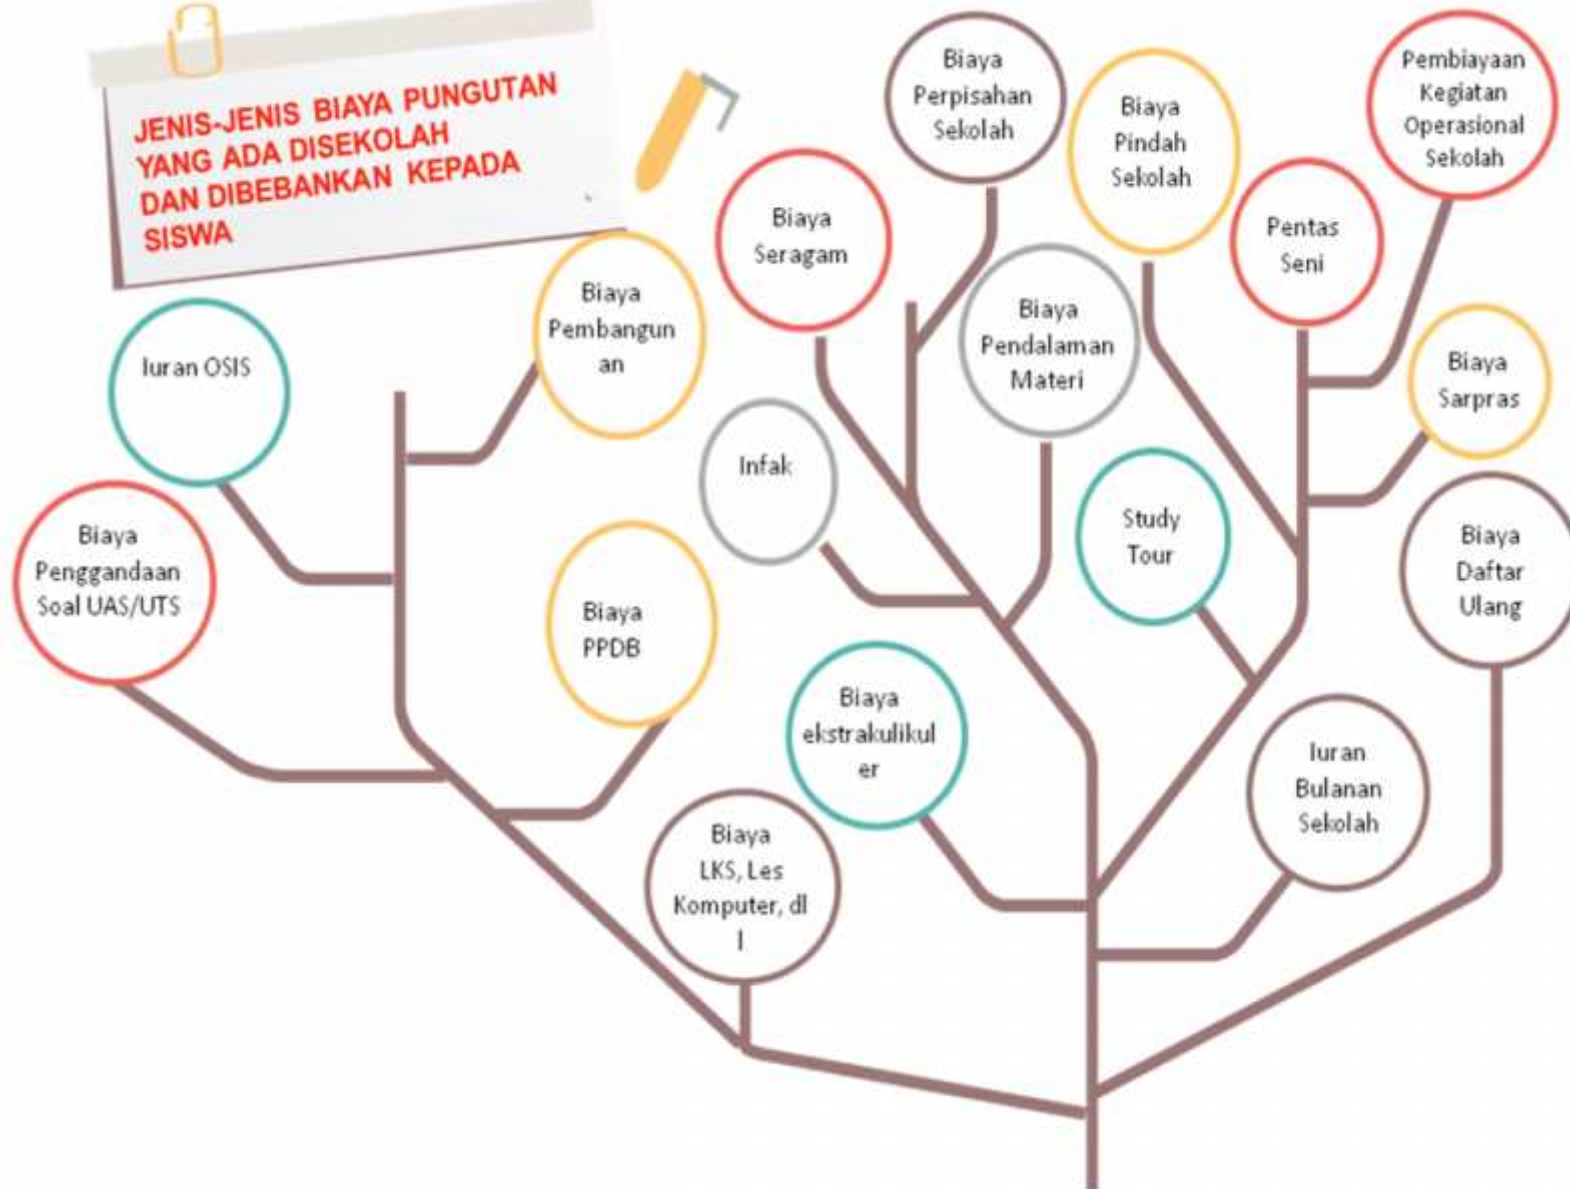 JENIS-JENIS BIAYA PUNGUTAN
YANG ADA DISEKOLAH
DAN DIBEBANKAN KEPADA
SISWA
Biaya
Perpisahan
Sekolah
Biaya
Pindah
Sekolah
Pembiayaan
Kegiatan
Operasional
Sekolah
Biaya
Seragam
Pentas
Seni
Biaya
Pembangun
an
Biaya
Pendalaman
Materi
Iuran OSIS
Biaya
Sarpras
Infak
Study
Tour
Biaya
Daftar
Ulang
Biaya
Penggandaan
Soal UAS/UTS
Biaya
PPDB
Biaya
ekstrakulikul
er
Iuran
Bulanan
Sekolah
Biaya
LKS, Les
Komputer, dl
l